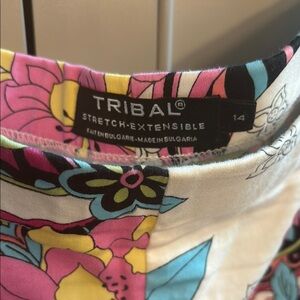 TRIBAL®
STRETCH-EXTENSIBLE
FAIT EN BULGARIE-MADE IN BULGARIA
14